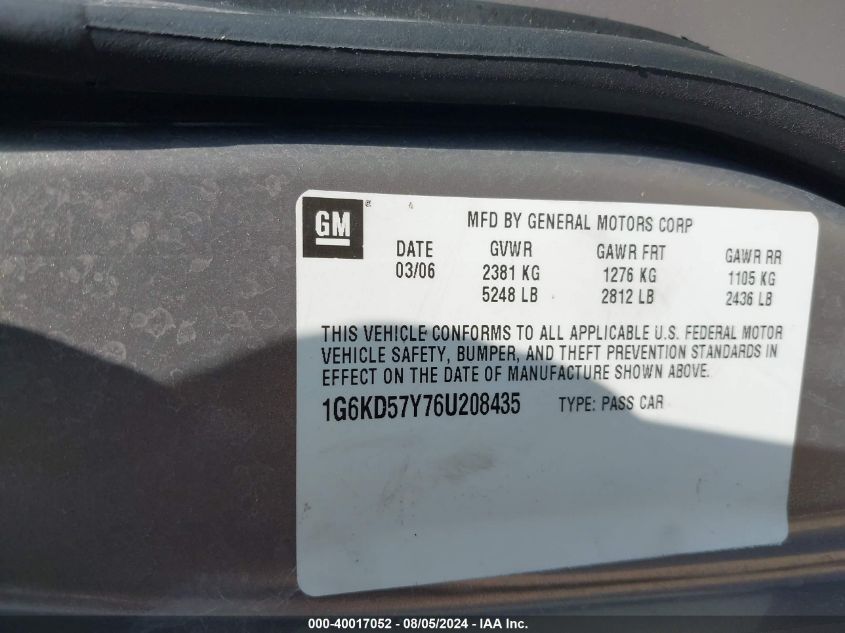 GM
MFD BY GENERAL MOTORS CORP
DATE GVWR GAWR FRT GAWR RR
03/06 2381 KG 1276 KG 1105 KG
5248 LB 2812 LB 2436 LB
THIS VEHICLE CONFORMS TO ALL APPLICABLE U.S. FEDERAL MOTOR
VEHICLE SAFETY, BUMPER, AND THEFT PREVENTION STANDARDS IN
EFFECT ON THE DATE OF MANUFACTURE SHOWN ABOVE.
1G6KD57Y76U208435 TYPE: PASS CAR
000-40017052 - 08/05/2024 - IAA Inc.